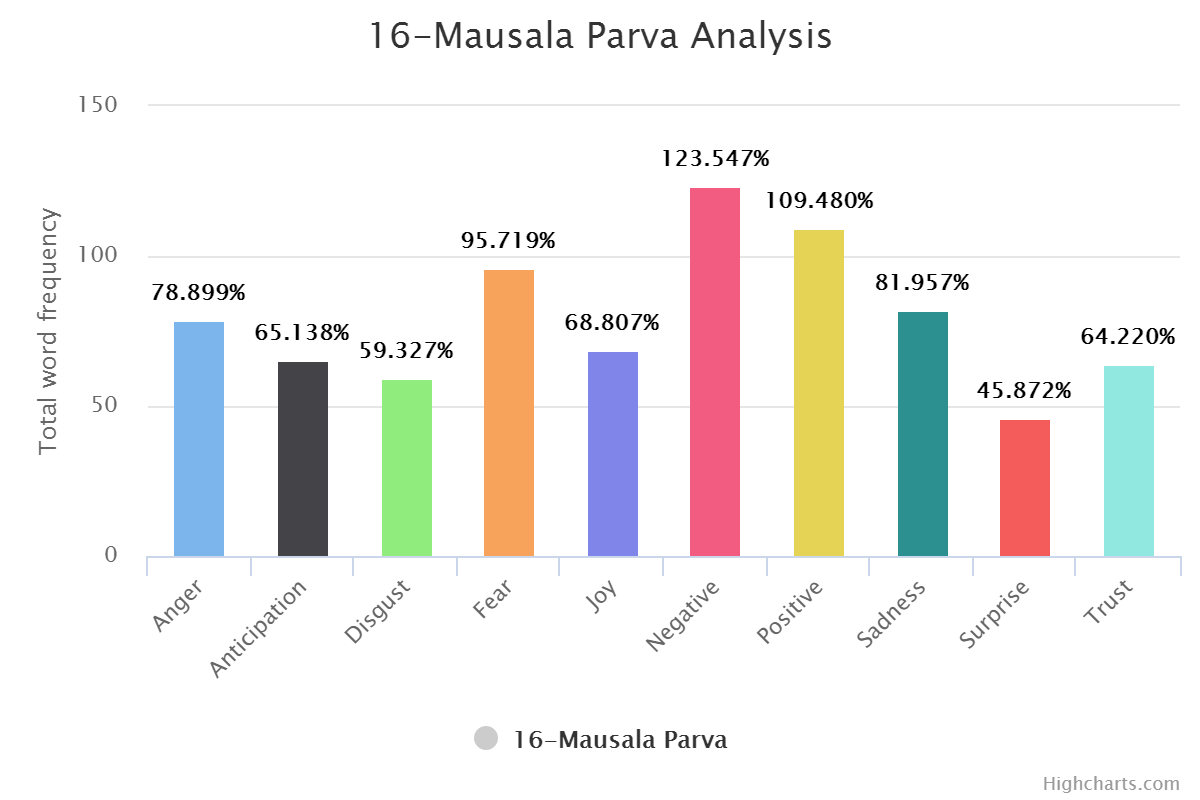 16-Mausala Parva Analysis
Total word frequency
150
100
50
0
78.899%
65.138%
59.327%
95.719%
68.807%
123.547%
109.480%
81.957%
45.872%
64.220%
Anger
Anticipation
Disgust
Fear
Joy
Negative
Positive
Sadness
Surprise
Trust
16-Mausala Parva
Highcharts.com